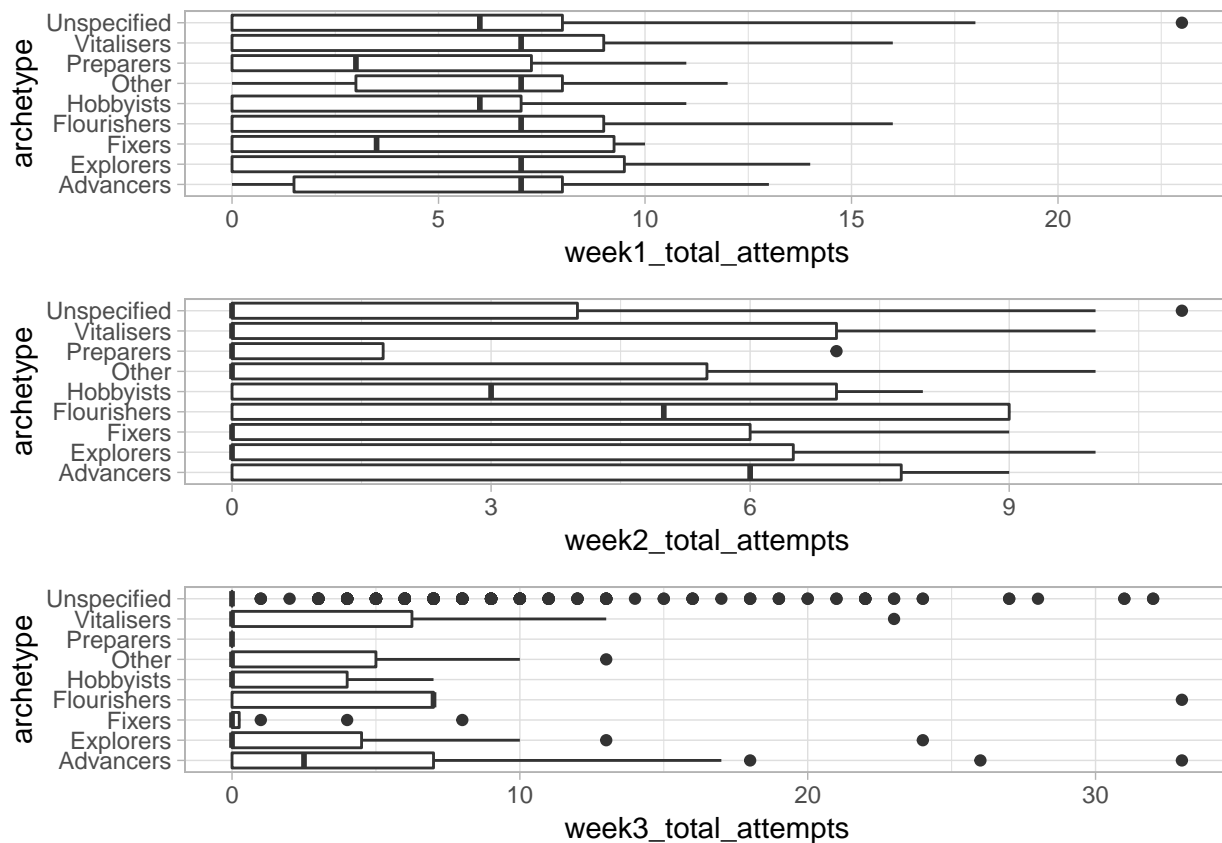 archetype
Unspecified
Vitalisers
Preparers
Other
Hobbyists
Flourishers
Fixers
Explorers
Advancers
0 5 10 15 20
week1_total_attempts
archetype
Unspecified
Vitalisers
Preparers
Other
Hobbyists
Flourishers
Fixers
Explorers
Advancers
0 3 6 9
week2_total_attempts
archetype
Unspecified
Vitalisers
Preparers
Other
Hobbyists
Flourishers
Fixers
Explorers
Advancers
0 10 20 30
week3_total_attempts